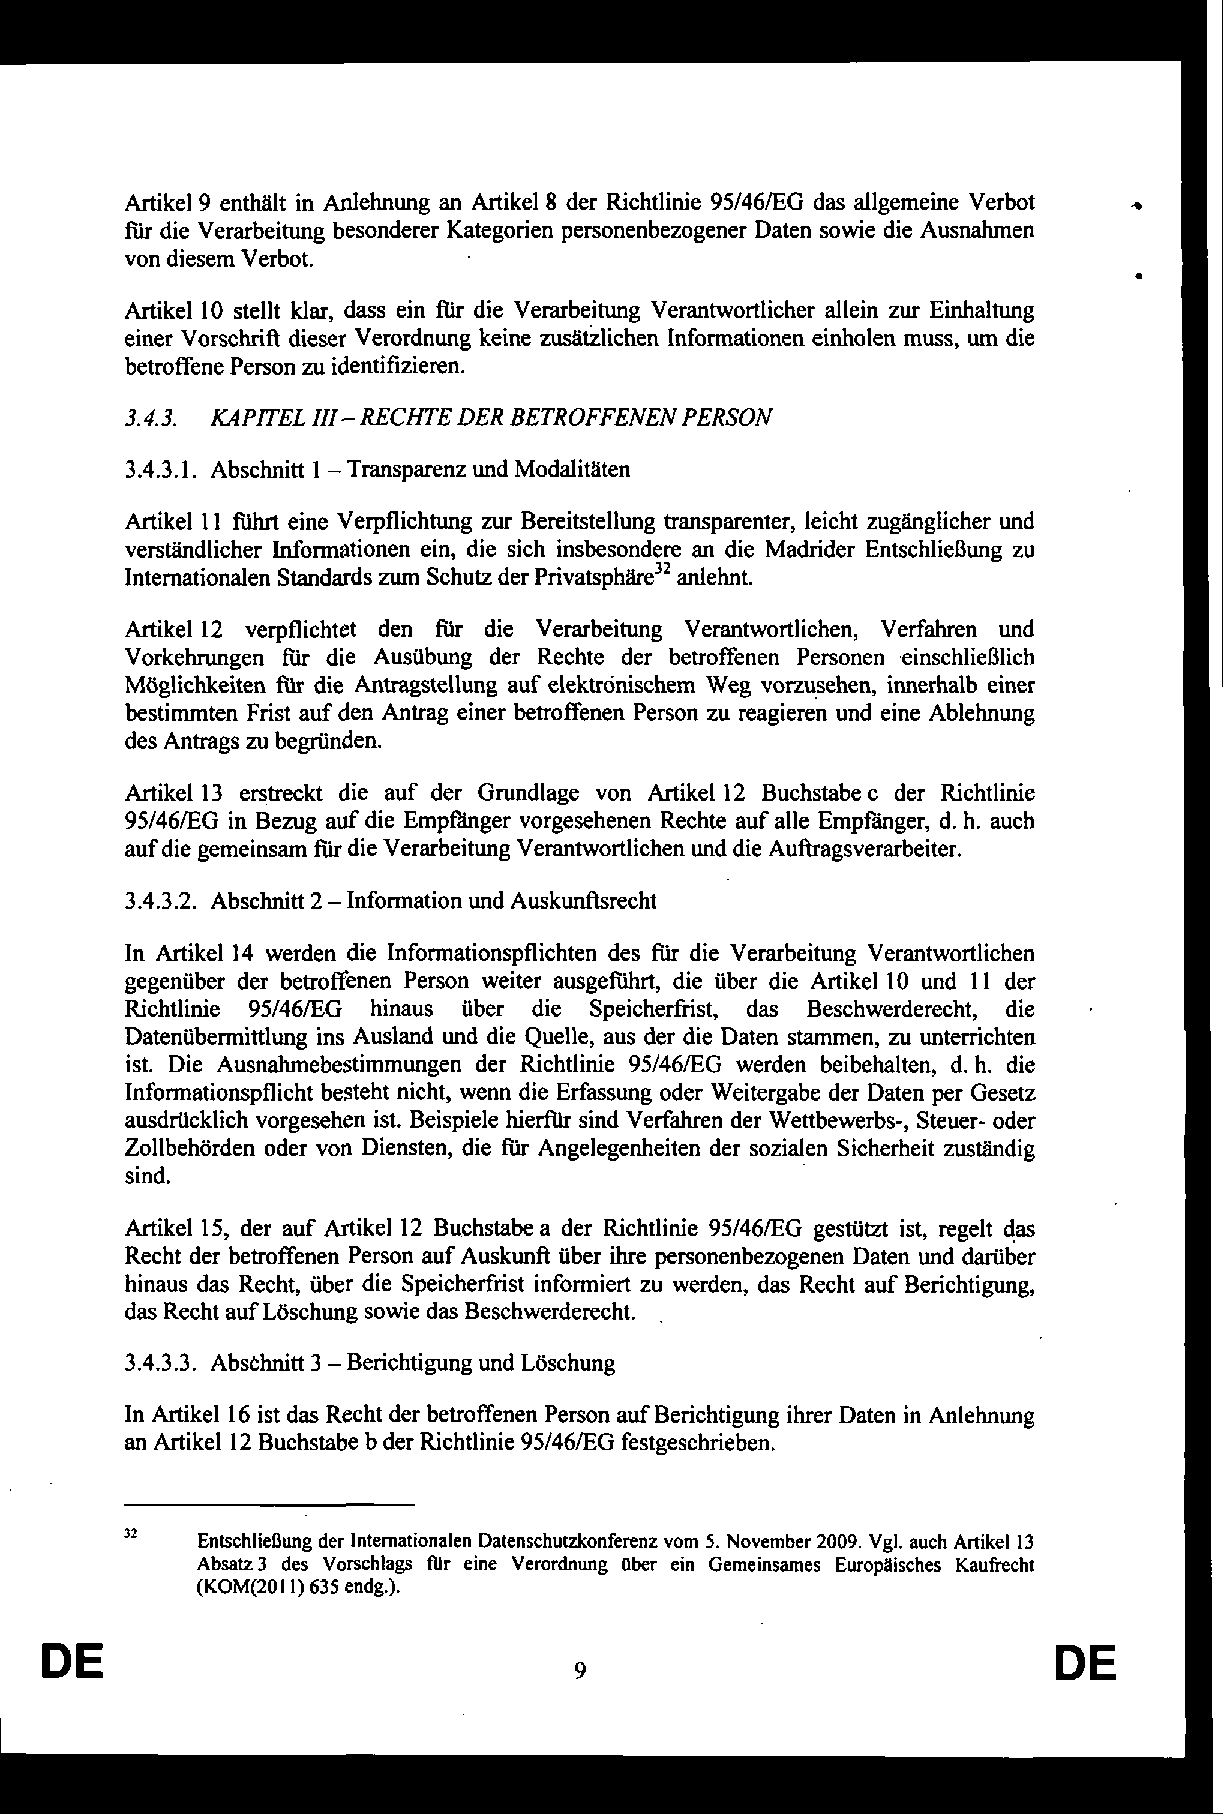 Artikel 9 enthält in Anlehnung an Artikel 8 der Richtlinie 95/46/EG das allgemeine Verbot
für die Verarbeitung besonderer Kategorien personenbezogener Daten sowie die Ausnahmen
von diesem Verbot.
Artikel 10 stellt klar, dass ein für die Verarbeitung Verantwortlicher allein zur Einhaltung
einer Vorschrift dieser Verordnung keine zusätzlichen Informationen einholen muss, um die
betroffene Person zu identifizieren.
3.4.3. KAPITEL III – RECHTE DER BETROFFENEN PERSON
3.4.3.1. Abschnitt 1 – Transparenz und Modalitäten
Artikel 11 führt eine Verpflichtung zur Bereitstellung transparenter, leicht zugänglicher und
verständlicher Informationen ein, die sich insbesondere an die Madrider Entschließung zu
Internationalen Standards zum Schutz der Privatsphäre32 anlehnt.
Artikel 12 verpflichtet den für die Verarbeitung Verantwortlichen, Verfahren und
Vorkehrungen für die Ausübung der Rechte der betroffenen Personen einschließlich
Möglichkeiten für die Antragstellung auf elektronischem Weg vorzusehen, innerhalb einer
bestimmten Frist auf den Antrag einer betroffenen Person zu reagieren und eine Ablehnung
des Antrags zu begründen.
Artikel 13 erstreckt die auf der Grundlage von Artikel 12 Buchstabe c der Richtlinie
95/46/EG in Bezug auf die Empfänger vorgesehenen Rechte auf alle Empfänger, d. h. auch
auf die gemeinsam für die Verarbeitung Verantwortlichen und die Auftragsverarbeiter.
3.4.3.2. Abschnitt 2 – Information und Auskunftsrecht
In Artikel 14 werden die Informationspflichten des für die Verarbeitung Verantwortlichen
gegenüber der betroffenen Person weiter ausgeführt, die über die Artikel 10 und 11 der
Richtlinie 95/46/EG hinaus über die Speicherfrist, das Beschwerderecht, die
Datenübermittlung ins Ausland und die Quelle, aus der die Daten stammen, zu unterrichten
ist. Die Ausnahmebestimmungen der Richtlinie 95/46/EG werden beibehalten, d. h. die
Informationspflicht besteht nicht, wenn die Erfassung oder Weitergabe der Daten per Gesetz
ausdrücklich vorgesehen ist. Beispiele hierfür sind Verfahren der Wettbewerbs-, Steuer- oder
Zollbehörden oder von Diensten, die für Angelegenheiten der sozialen Sicherheit zuständig
sind.
Artikel 15, der auf Artikel 12 Buchstabe a der Richtlinie 95/46/EG gestützt ist, regelt das
Recht der betroffenen Person auf Auskunft über ihre personenbezogenen Daten und darüber
hinaus das Recht, über die Speicherfrist informiert zu werden, das Recht auf Berichtigung,
das Recht auf Löschung sowie das Beschwerderecht.
3.4.3.3. Abschnitt 3 – Berichtigung und Löschung
In Artikel 16 ist das Recht der betroffenen Person auf Berichtigung ihrer Daten in Anlehnung
an Artikel 12 Buchstabe b der Richtlinie 95/46/EG festgeschrieben.
32 Entschließung der Internationalen Datenschutzkonferenz vom 5. November 2009. Vgl. auch Artikel 13
Absatz 3 des Vorschlags für eine Verordnung über ein Gemeinsames Europäisches Kaufrecht
(KOM(2011) 635 endg.).
DE 9 DE